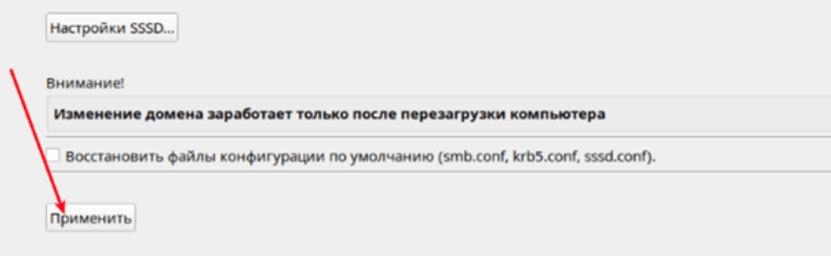 Настройки SSSD...
Внимание!
Изменение домена заработает только после перезагрузки компьютера
Восстановить файлы конфигурации по умолчанию (smb.conf, krb5.conf, sssd.conf).
Применить